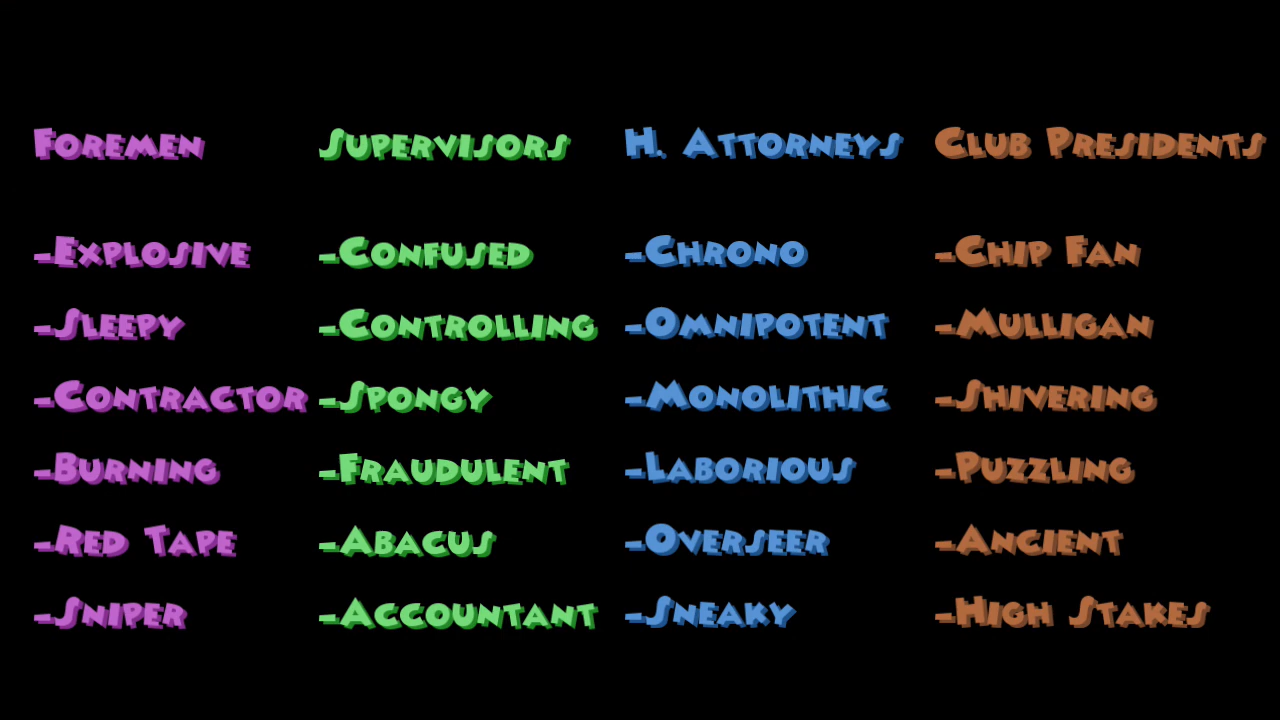 Foremen
-Explosive
-Sleepy
-Contractor
-Burning
-Red Tape
-Sniper
Supervisors
-Confused
-Controlling
-Spongy
-Fraudulent
-Abacus
-Accountant
H. Attorneys
-Chrono
-Omnipotent
-Monolithic
-Laborious
-Overseer
-Sneaky
Club Presidents
-Chip Fan
-Mulligan
-Shivering
-Puzzling
-Ancient
-High Stakes